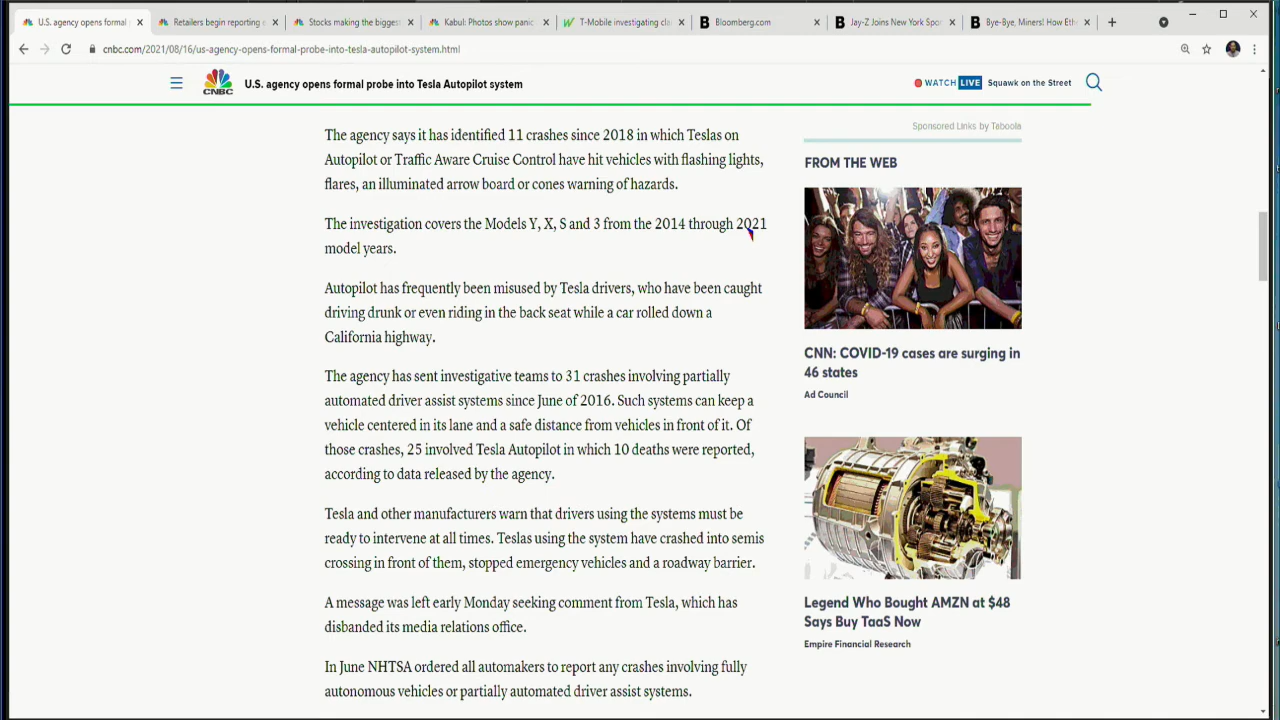 U.S. agency opens formal p
Retailers begin reporting e
Stocks making the bigges
Kabul: Photos show panic
T-Mobile investigating cla
Bloomberg.com
Jay-Z Joins New York Spo
Bye-Bye, Miners! How Eth
cnbc.com/2021/08/16/us-agency-opens-formal-probe-into-tesla-autopilot-system.html
CNBC
U.S. agency opens formal probe into Tesla Autopilot system
WATCH LIVE Squawk on the Street
The agency says it has identified 11 crashes since 2018 in which Teslas on
Autopilot or Traffic Aware Cruise Control have hit vehicles with flashing lights,
flares, an illuminated arrow board or cones warning of hazards.
The investigation covers the Models Y, X, S and 3 from the 2014 through 2021
model years.
Autopilot has frequently been misused by Tesla drivers, who have been caught
driving drunk or even riding in the back seat while a car rolled down a
California highway.
The agency has sent investigative teams to 31 crashes involving partially
automated driver assist systems since June of 2016. Such systems can keep a
vehicle centered in its lane and a safe distance from vehicles in front of it. Of
those crashes, 25 involved Tesla Autopilot in which 10 deaths were reported,
according to data released by the agency.
Tesla and other manufacturers warn that drivers using the systems must be
ready to intervene at all times. Teslas using the system have crashed into semis
crossing in front of them, stopped emergency vehicles and a roadway barrier.
A message was left early Monday seeking comment from Tesla, which has
disbanded its media relations office.
In June NHTSA ordered all automakers to report any crashes involving fully
autonomous vehicles or partially automated driver assist systems.
Sponsored Links by Taboola
FROM THE WEB
CNN: COVID-19 cases are surging in
46 states
Ad Council
Legend Who Bought AMZN at $48
Says Buy TaaS Now
Empire Financial Research